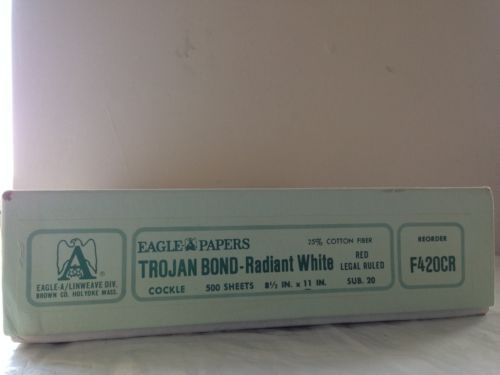 A
EAGLE-A/LINWEAVE DIV.
BROWN CO. HOLYOKE MASS.
EAGLE A PAPERS
25% COTTON FIBER
TROJAN BOND-Radiant White
RED
LEGAL RULED
COCKLE 500 SHEETS 8½ IN. x 11 IN. SUB. 20
REORDER
F420CR